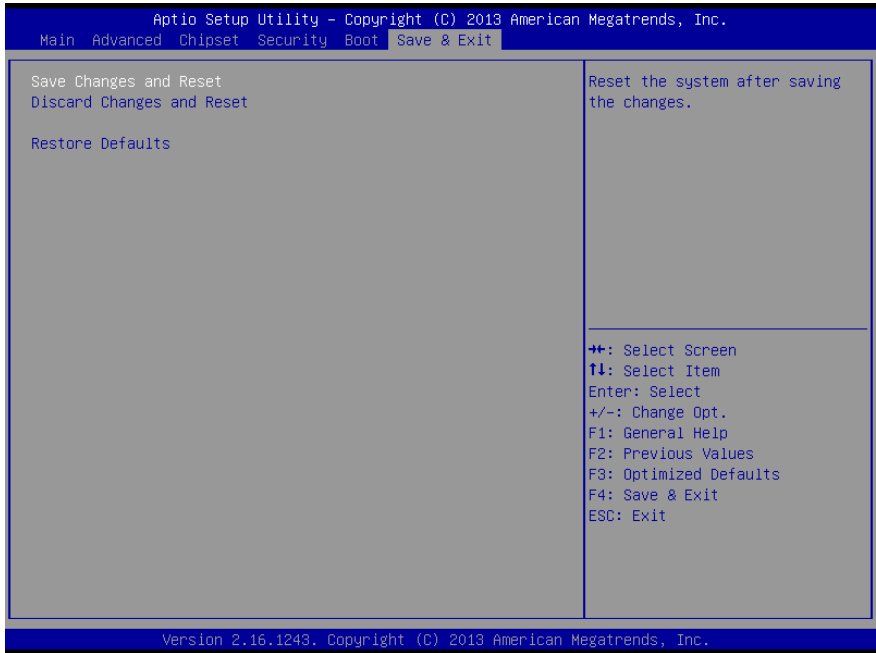 Aptio Setup Utility – Copyright (C) 2013 American Megatrends, Inc.
Main Advanced Chipset Security Boot Save & Exit
Save Changes and Reset
Discard Changes and Reset
Restore Defaults
Reset the system after saving
the changes.
→←: Select Screen
↑↓: Select Item
Enter: Select
+/-: Change Opt.
F1: General Help
F2: Previous Values
F3: Optimized Defaults
F4: Save & Exit
ESC: Exit
Version 2.16.1243. Copyright (C) 2013 American Megatrends, Inc.